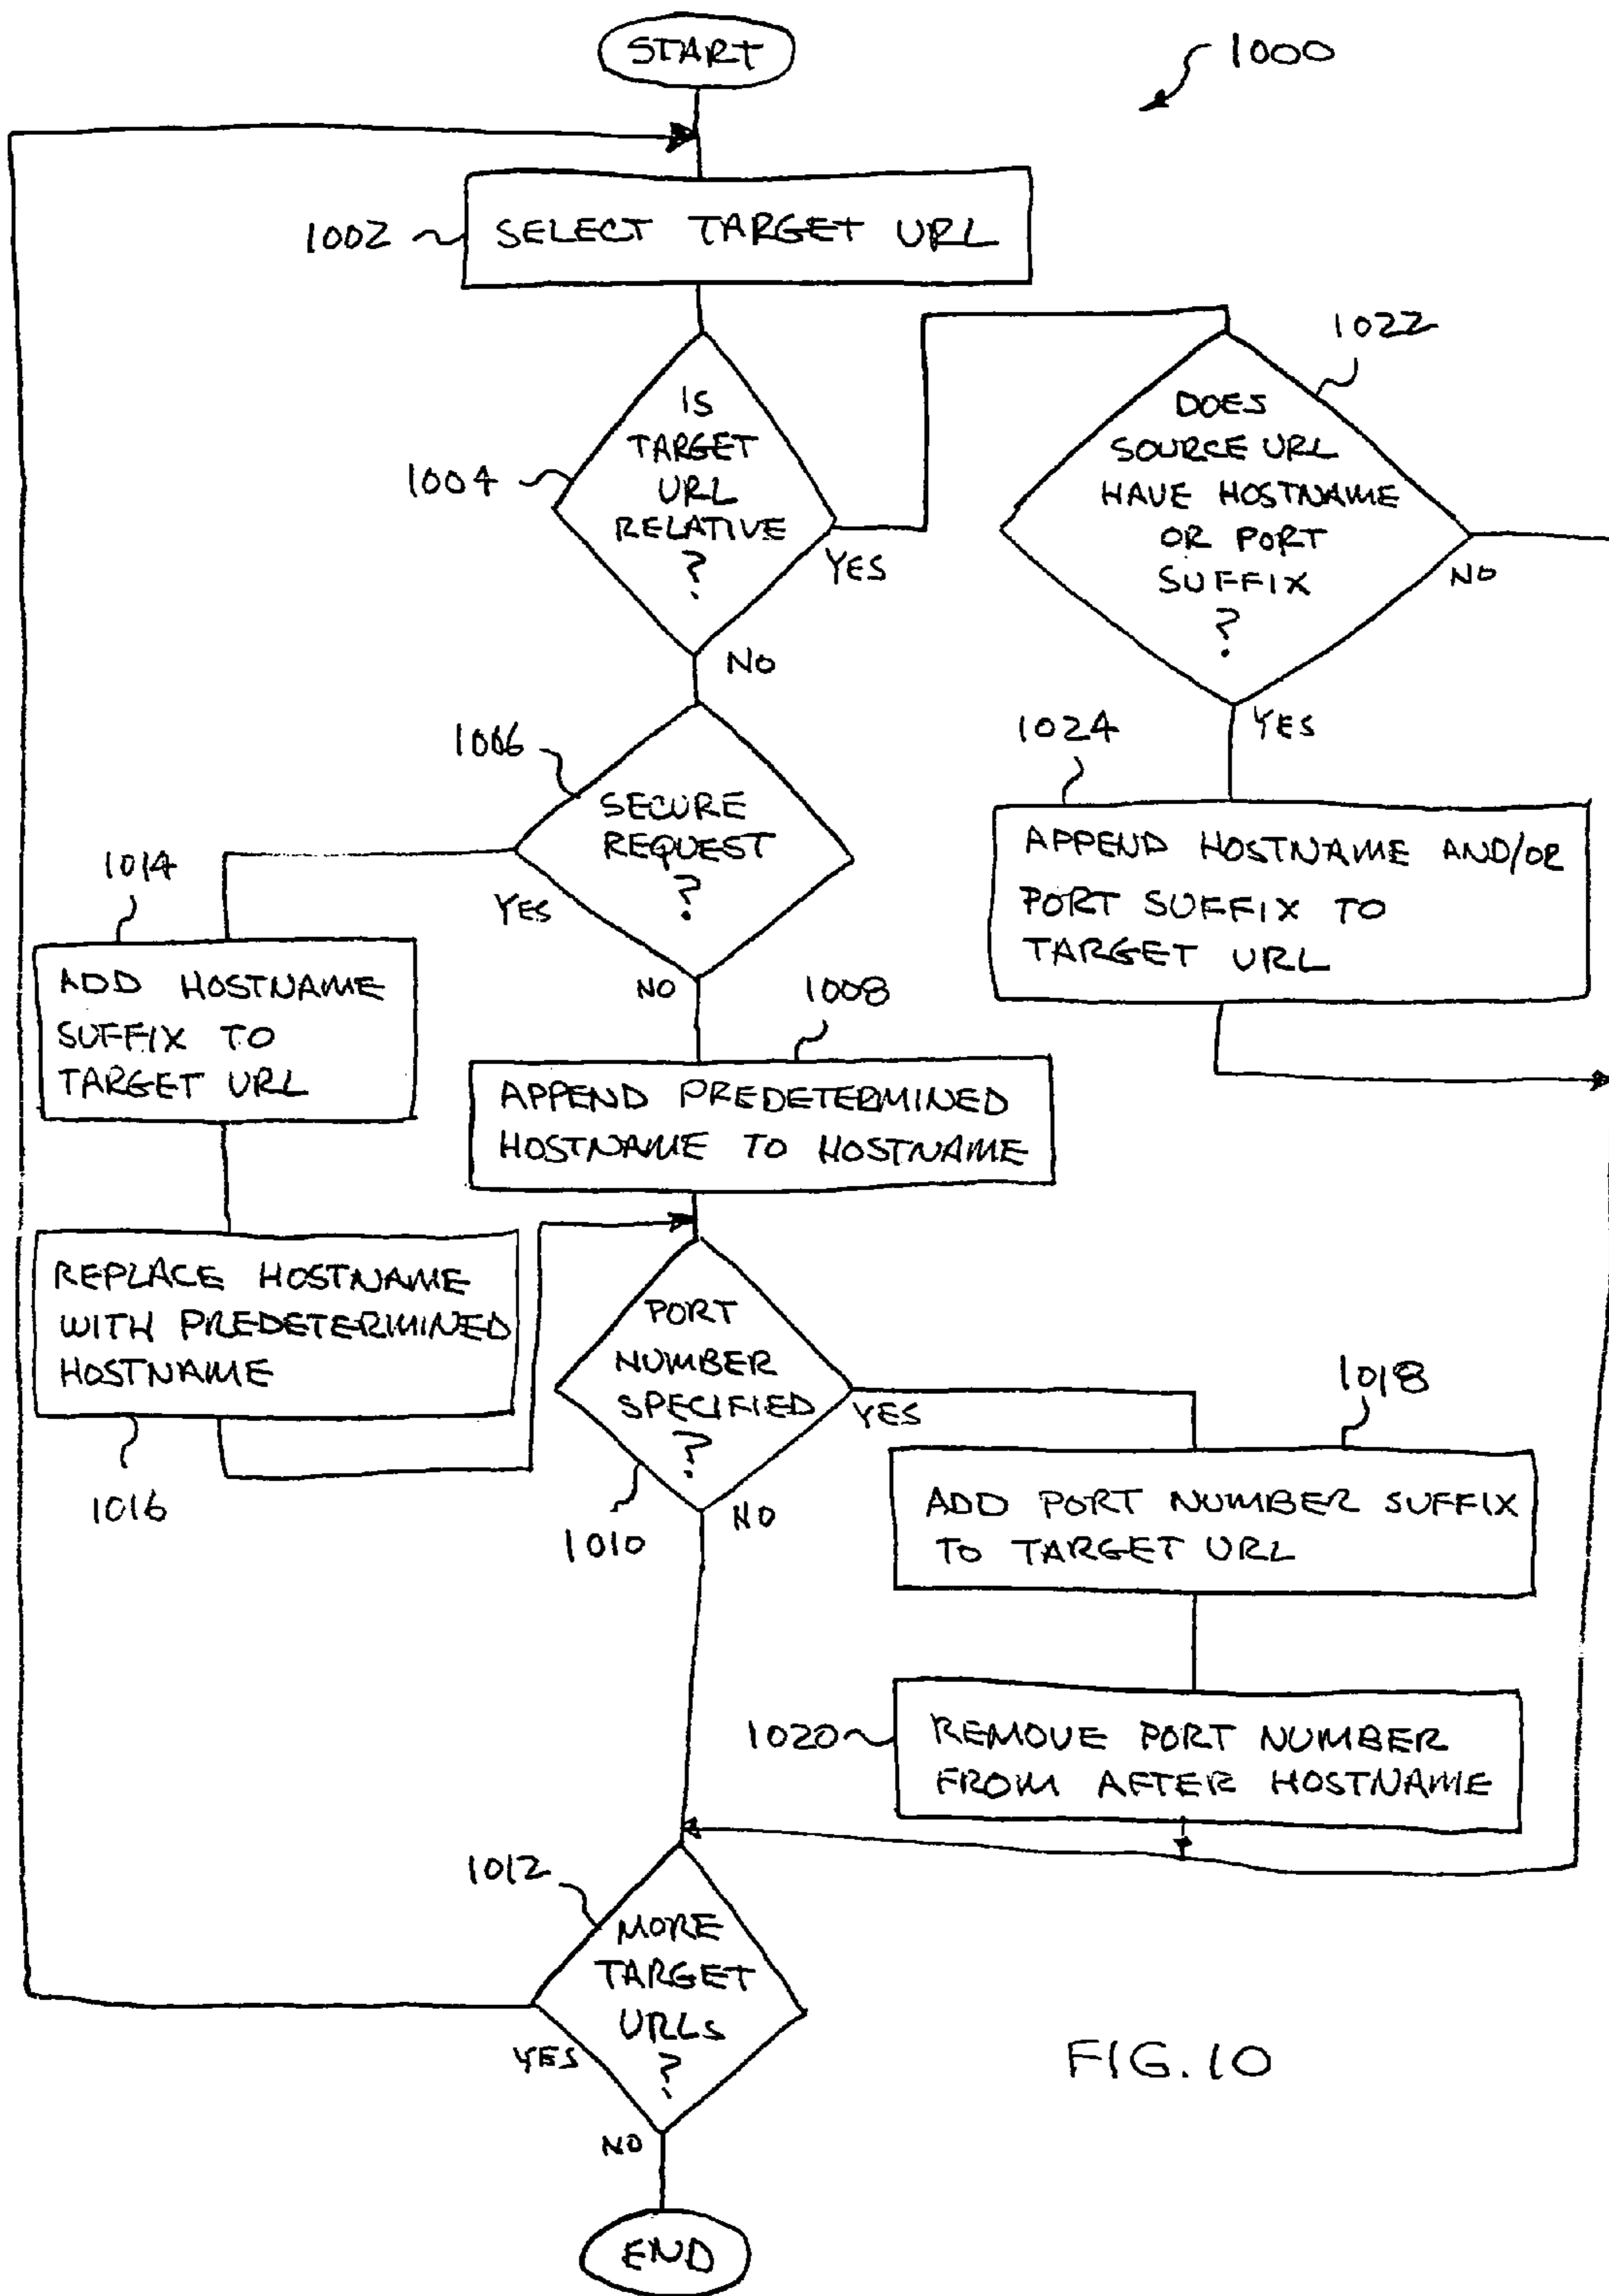 START
1000
1002
SELECT TARGET URL
1022
IS
TARGET
URL
RELATIVE
?
1004
YES
NO
DOES
SOURCE URL
HAVE HOSTNAME
OR PORT
SUFFIX
?
NO
YES
1006
SECURE
REQUEST
?
YES
NO
1024
APPEND HOSTNAME AND/OR
PORT SUFFIX TO
TARGET URL
1014
ADD HOSTNAME
SUFFIX TO
TARGET URL
1008
APPEND PREDETERMINED
HOSTNAME TO HOSTNAME
REPLACE HOSTNAME
WITH PREDETERMINED
HOSTNAME
1016
PORT
NUMBER
SPECIFIED
?
YES
NO
1010
1018
ADD PORT NUMBER SUFFIX
TO TARGET URL
1020
REMOVE PORT NUMBER
FROM AFTER HOSTNAME
1012
MORE
TARGET
URLS
?
YES
NO
FIG. 10
END